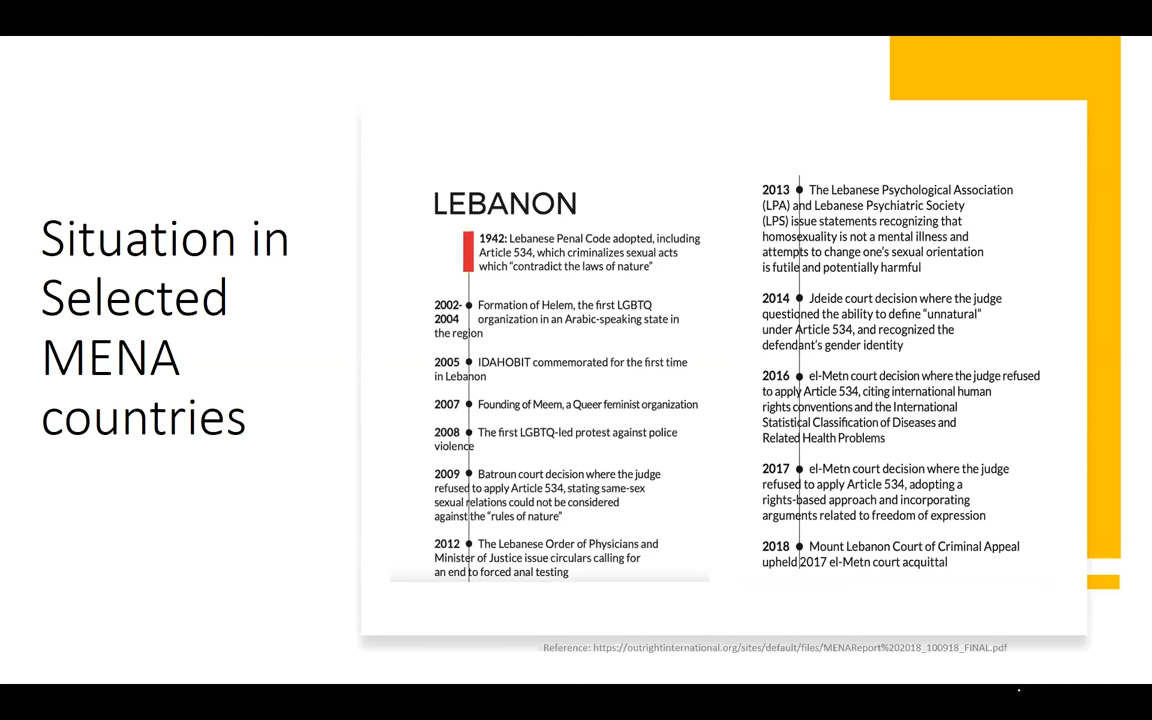 Situation in
Selected
MENA
countries
LEBANON
1942: Lebanese Penal Code adopted, including
Article 534, which criminalizes sexual acts
which “contradict the laws of nature”
2002- Formation of Helem, the first LGBTQ
2004 organization in an Arabic-speaking state in
the region
2005 IDAHOBIT commemorated for the first time
in Lebanon
2007 Founding of Meem, a Queer feminist organization
2008 The first LGBTQ-led protest against police
violence
2009 Batroun court decision where the judge
refused to apply Article 534, stating same-sex
sexual relations could not be considered
against the “rules of nature”
2012 The Lebanese Order of Physicians and
Minister of Justice issue circulars calling for
an end to forced anal testing
2013 The Lebanese Psychological Association
(LPA) and Lebanese Psychiatric Society
(LPS) issue statements recognizing that
homosexuality is not a mental illness and
attempts to change one’s sexual orientation
is futile and potentially harmful
2014 Jdeide court decision where the judge
questioned the ability to define “unnatural”
under Article 534, and recognized the
defendant’s gender identity
2016 el-Metn court decision where the judge refused
to apply Article 534, citing international human
rights conventions and the International
Statistical Classification of Diseases and
Related Health Problems
2017 el-Metn court decision where the judge
refused to apply Article 534, adopting a
rights-based approach and incorporating
arguments related to freedom of expression
2018 Mount Lebanon Court of Criminal Appeal
upheld 2017 el-Metn court acquittal
Reference: https://outrightinternational.org/sites/default/files/MENAReport%202018_100918_FINAL.pdf